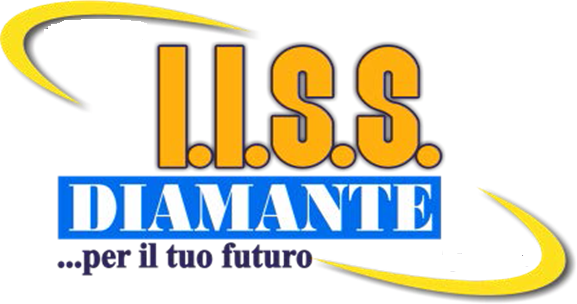 I.I.S.S.
DIAMANTE
...per il tuo futuro